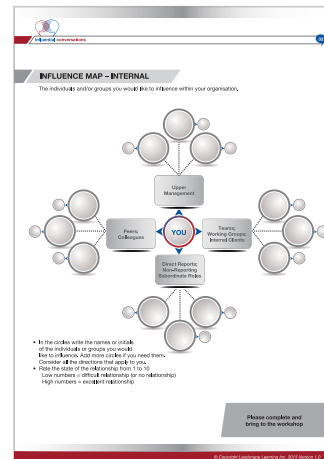 influential conversations
03
INFLUENCE MAP – INTERNAL
The individuals and/or groups you would like to influence within your organisation.
Upper
Management
Peers;
Colleagues
YOU
Teams;
Working Groups;
Internal Clients
Direct Reports;
Non-Reporting
Subordinate Roles
• In the circles write the names or initials
of the individuals or groups you would
like to influence. Add more circles if you need them.
Consider all the directions that apply to you.
• Rate the state of the relationship from 1 to 10
Low numbers = difficult relationship (or no relationship)
High numbers = excellent relationship
Please complete and
bring to the workshop
© Copyright Leadscape Learning Inc. 2015 Version 1.0